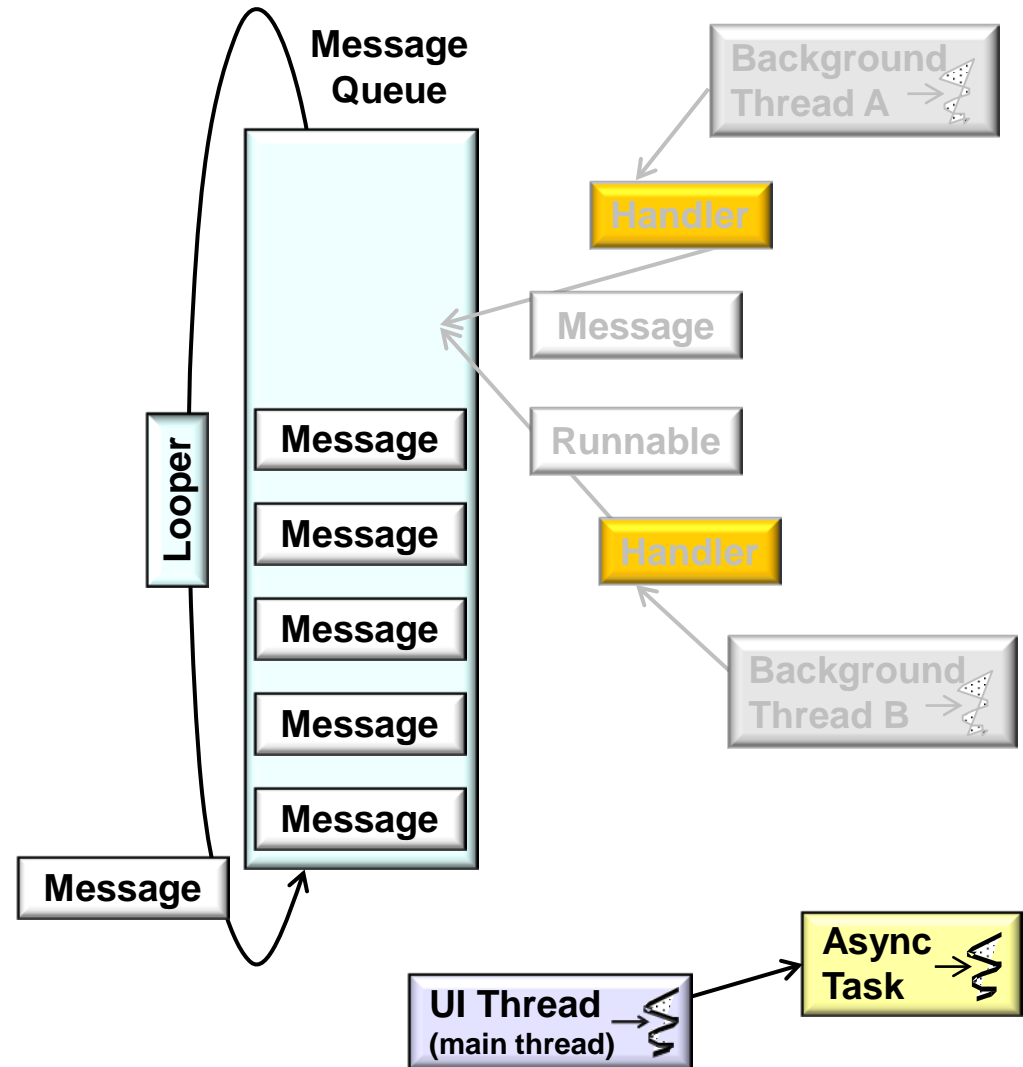 Message
Queue
Background
Thread A
Handler
Message
Message
Runnable
Looper
Message
Handler
Message
Background
Thread B
Message
Message
Message
Async
Task
UI Thread
(main thread)